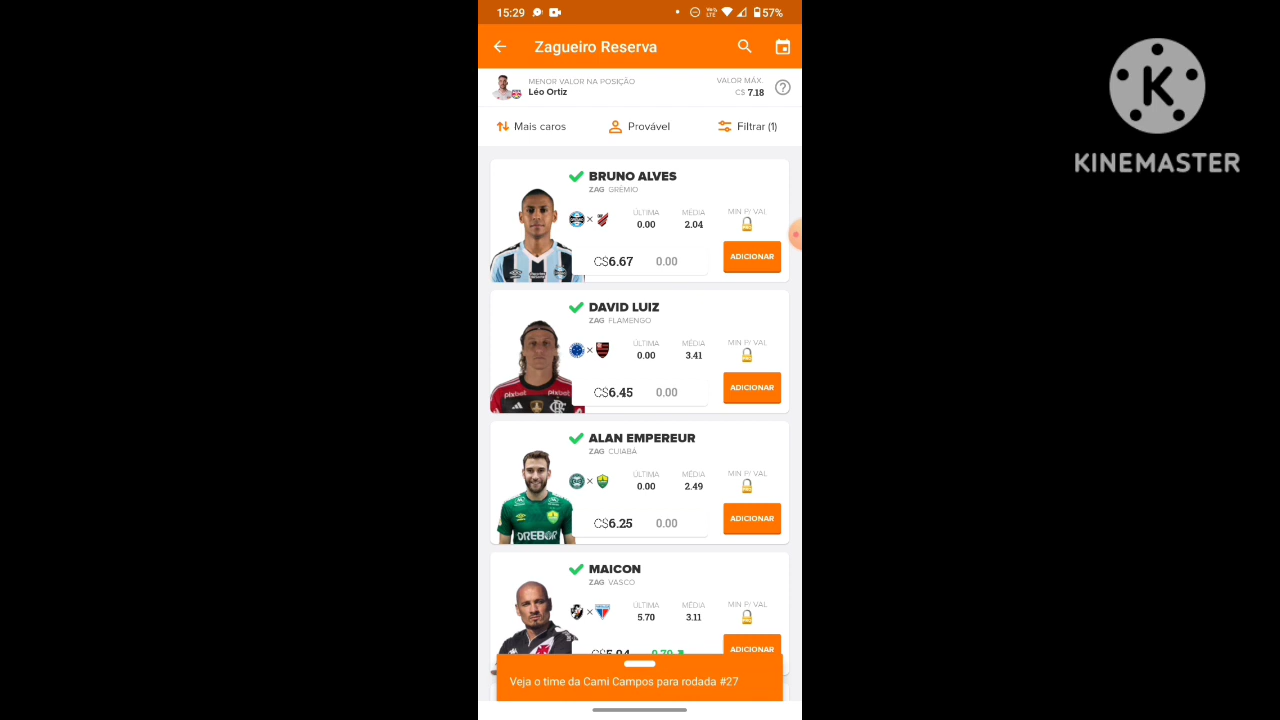 15:29
57%
Zagueiro Reserva
MENOR VALOR NA POSIÇÃO
Léo Ortiz
VALOR MÁX.
C$ 7.18
Mais caros
Provável
Filtrar (1)
BRUNO ALVES
ZAG GRÊMIO
ÚLTIMA MÉDIA MIN P/ VAL
0.00 2.04
C$6.67 0.00
ADICIONAR
DAVID LUIZ
ZAG FLAMENGO
ÚLTIMA MÉDIA MIN P/ VAL
0.00 3.41
C$6.45 0.00
ADICIONAR
ALAN EMPEREUR
ZAG CUIABÁ
ÚLTIMA MÉDIA MIN P/ VAL
0.00 2.49
C$6.25 0.00
ADICIONAR
MAICON
ZAG VASCO
ÚLTIMA MÉDIA MIN P/ VAL
5.70 3.11
ADICIONAR
Veja o time da Cami Campos para rodada #27
K
KINEMASTER